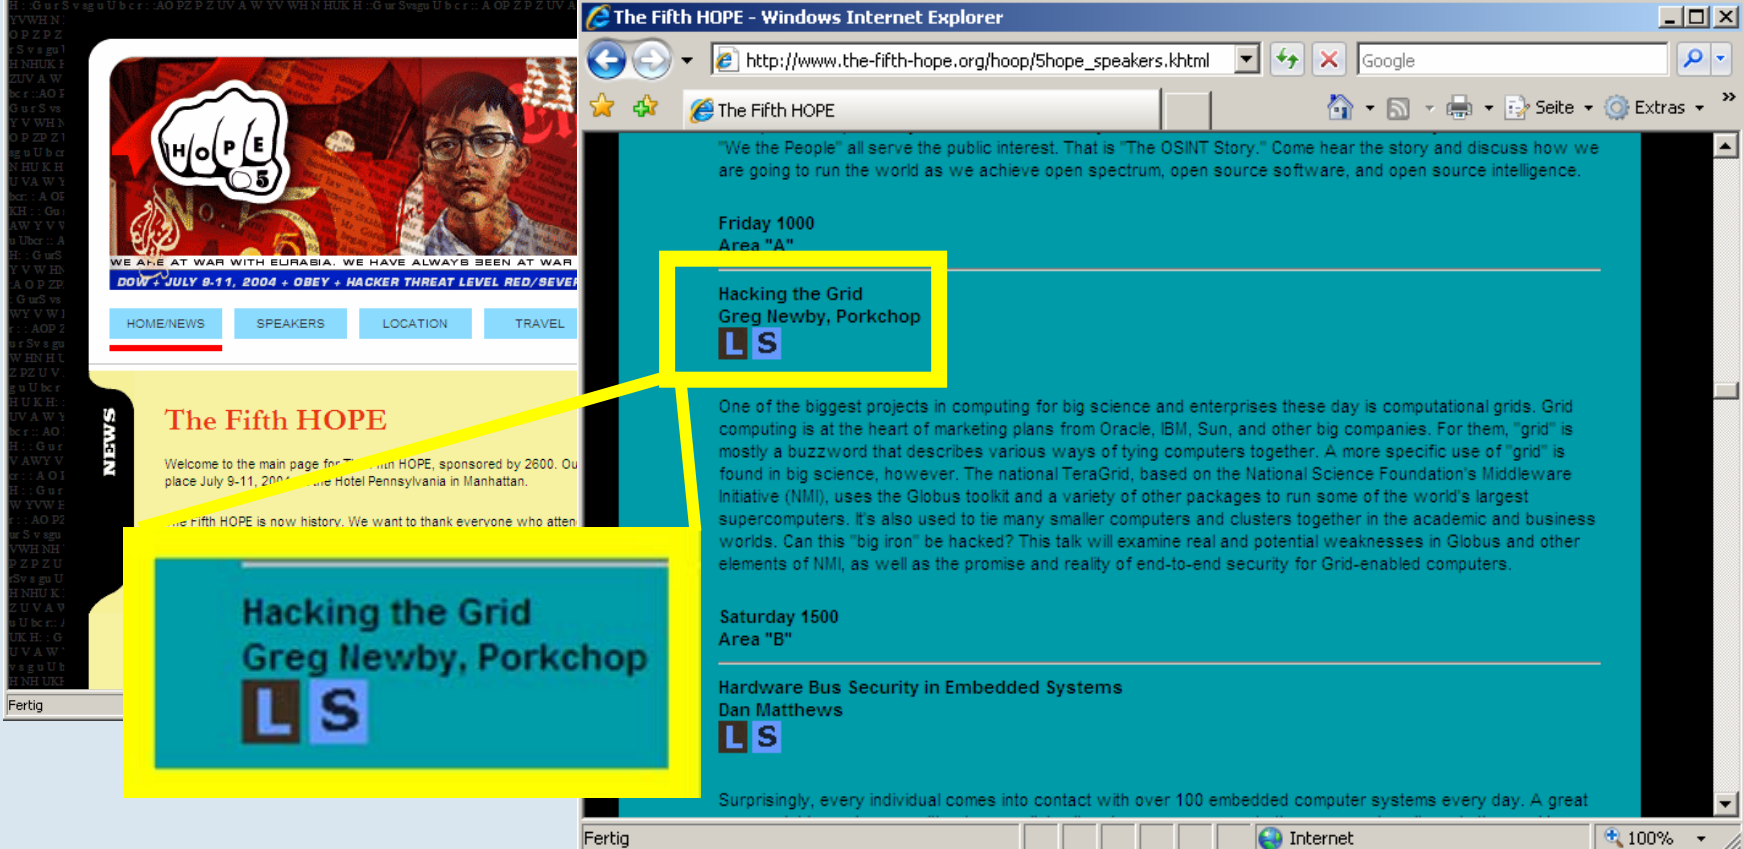 HOPE
5
No
5
WE ARE AT WAR WITH EURASIA. WE HAVE ALWAYS BEEN AT WAR
DOW + JULY 9-11, 2004 + OBEY + HACKER THREAT LEVEL RED/SEVE
HOME/NEWS
SPEAKERS
LOCATION
TRAVEL
NEWS
The Fifth HOPE
Welcome to the main page for The Fifth HOPE, sponsored by 2600. Ou
place July 9-11, 2004 the Hotel Pennsylvania in Manhattan.
The Fifth HOPE is now history. We want to thank everyone who atten
Fertig
The Fifth HOPE - Windows Internet Explorer
http://www.the-fifth-hope.org/hoop/5hope_speakers.khtml
Google
The Fifth HOPE
Seite
Extras
»
"We the People" all serve the public interest. That is "The OSINT Story." Come hear the story and discuss how we
are going to run the world as we achieve open spectrum, open source software, and open source intelligence.
Friday 1000
Area "A"
Hacking the Grid
Greg Newby, Porkchop
L S
One of the biggest projects in computing for big science and enterprises these day is computational grids. Grid
computing is at the heart of marketing plans from Oracle, IBM, Sun, and other big companies. For them, "grid" is
mostly a buzzword that describes various ways of tying computers together. A more specific use of "grid" is
found in big science, however. The national TeraGrid, based on the National Science Foundation's Middleware
Initiative (NMI), uses the Globus toolkit and a variety of other packages to run some of the world's largest
supercomputers. It's also used to tie many smaller computers and clusters together in the academic and business
worlds. Can this "big iron" be hacked? This talk will examine real and potential weaknesses in Globus and other
elements of NMI, as well as the promise and reality of end-to-end security for Grid-enabled computers.
Saturday 1500
Area "B"
Hardware Bus Security in Embedded Systems
Dan Matthews
L S
Surprisingly, every individual comes into contact with over 100 embedded computer systems every day. A great
Fertig
Internet
100%
Hacking the Grid
Greg Newby, Porkchop
L S